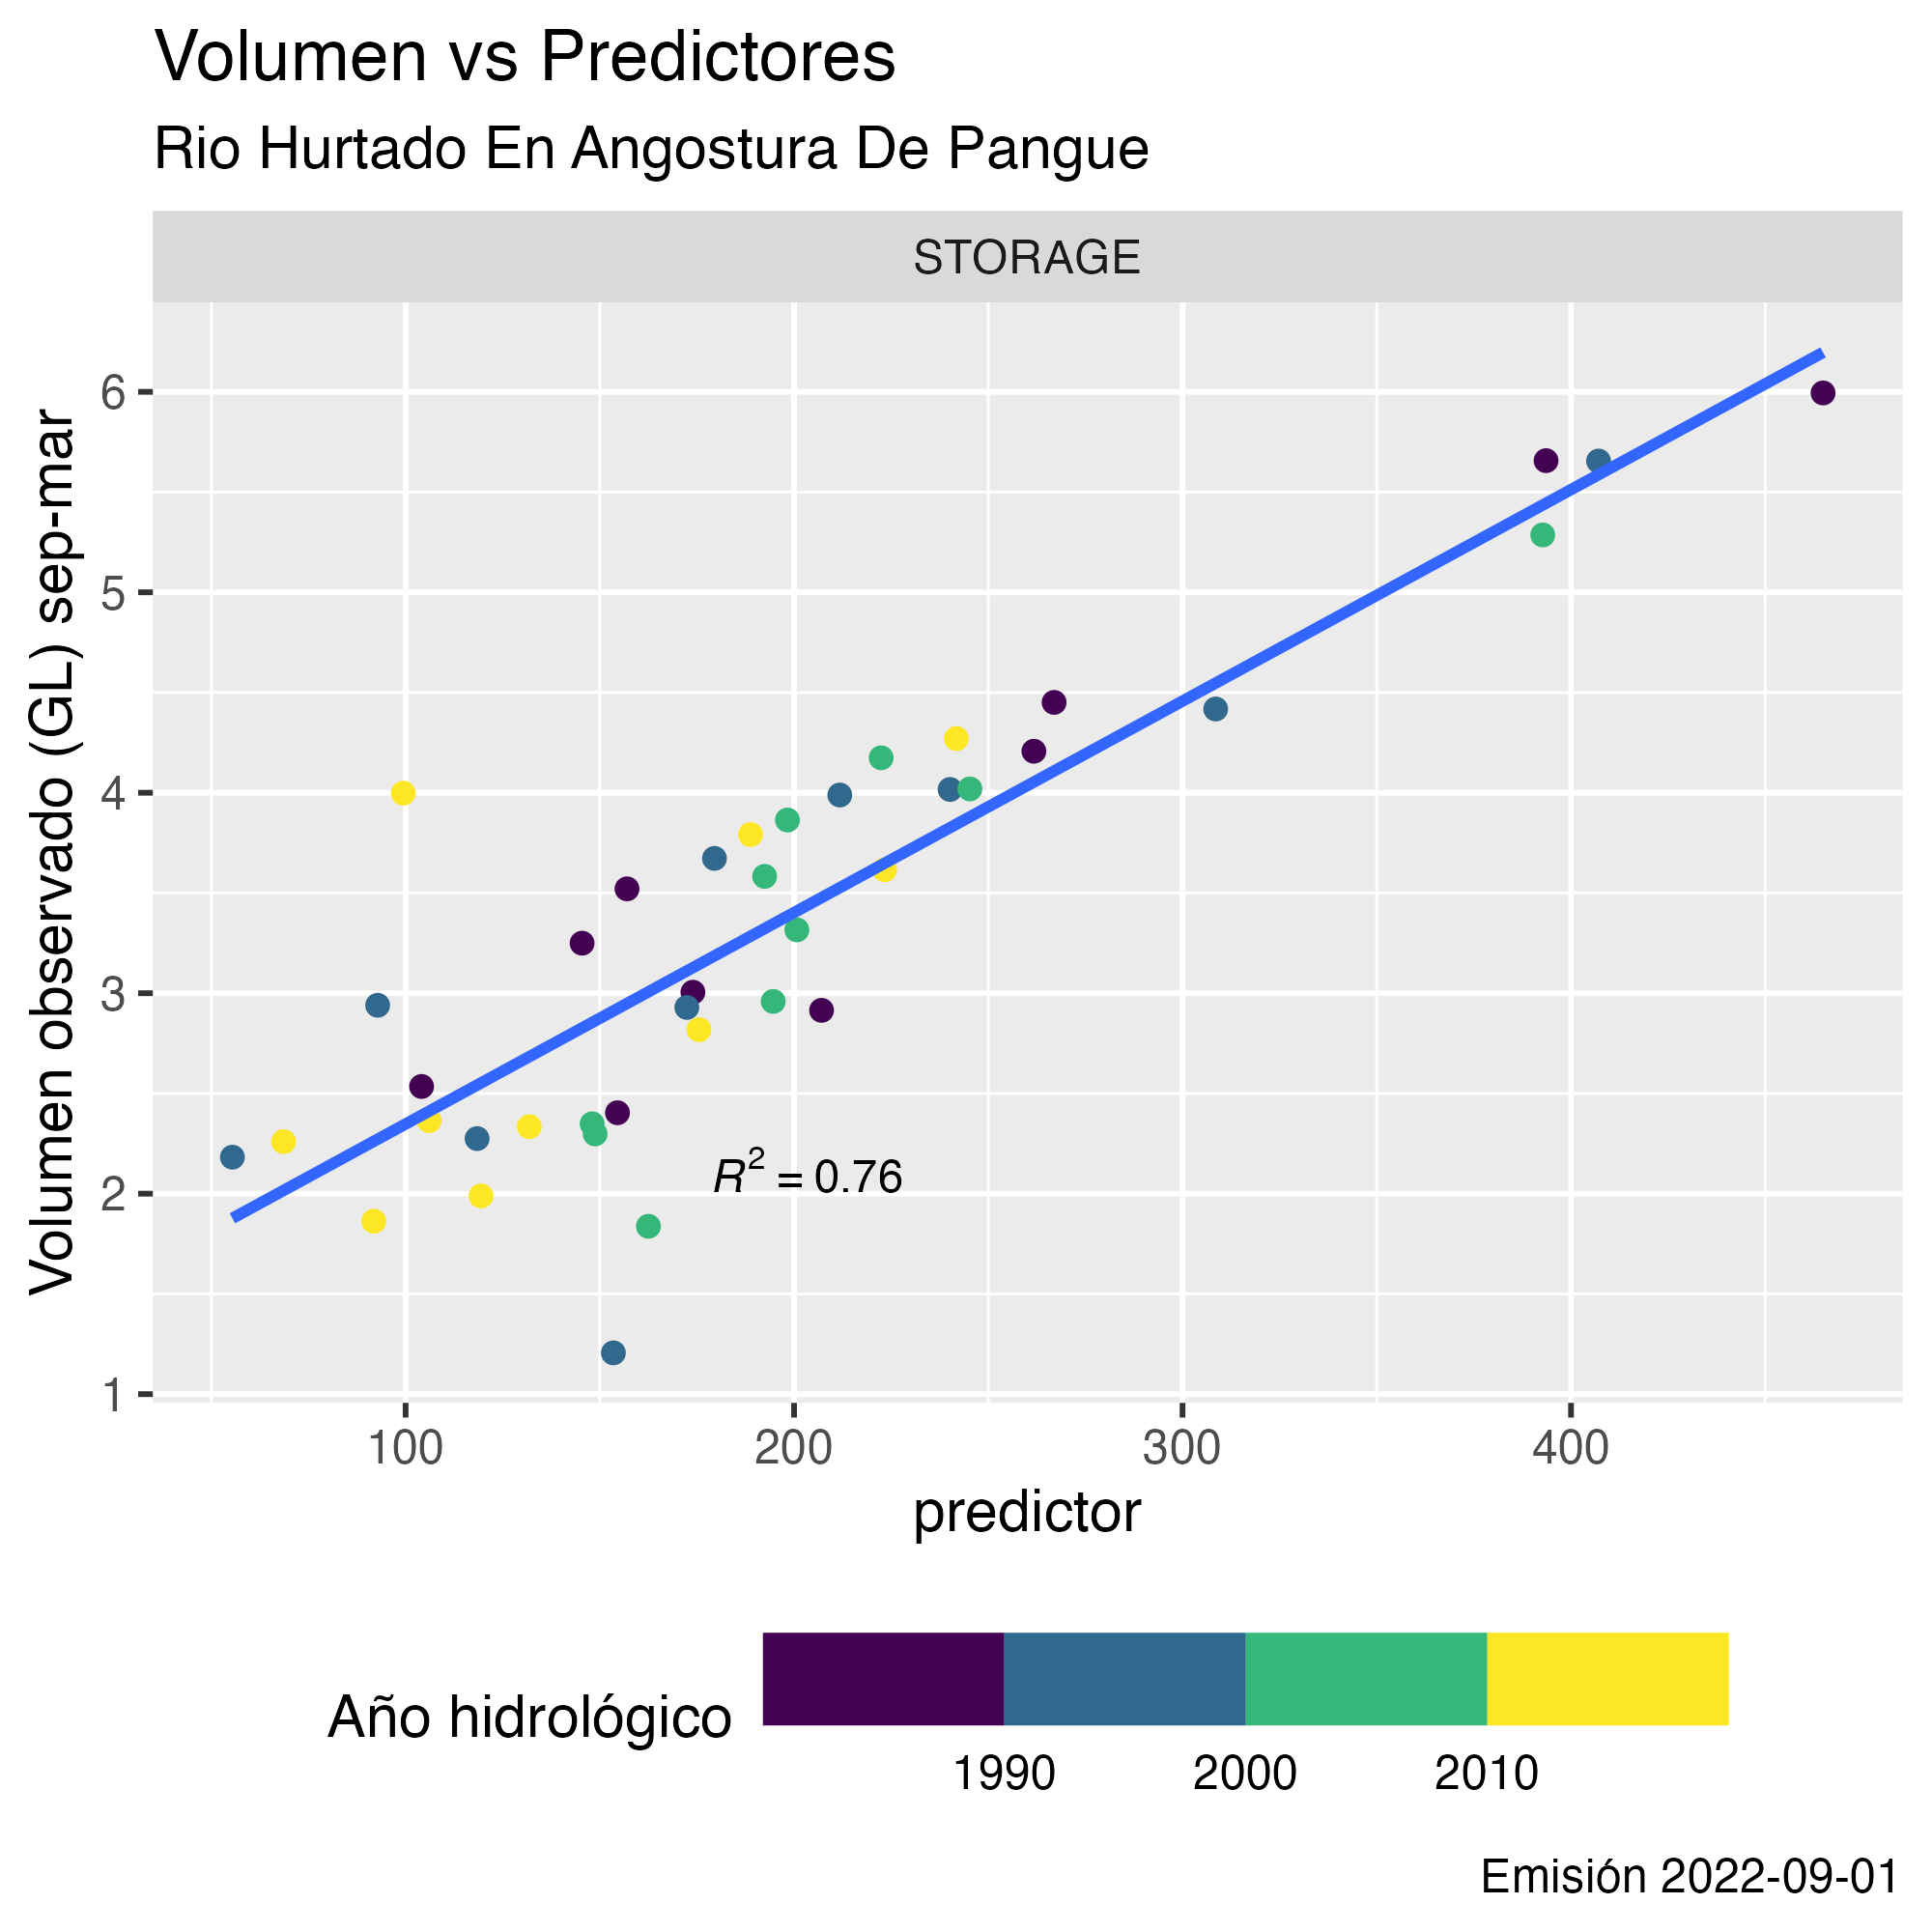 Volumen vs Predictores
Rio Hurtado En Angostura De Pangue
STORAGE
Volumen observado (GL) sep-mar
6
5
4
3
2
1
R² = 0.76
100 200 300 400
predictor
Año hidrológico
1990 2000 2010
Emisión 2022-09-01